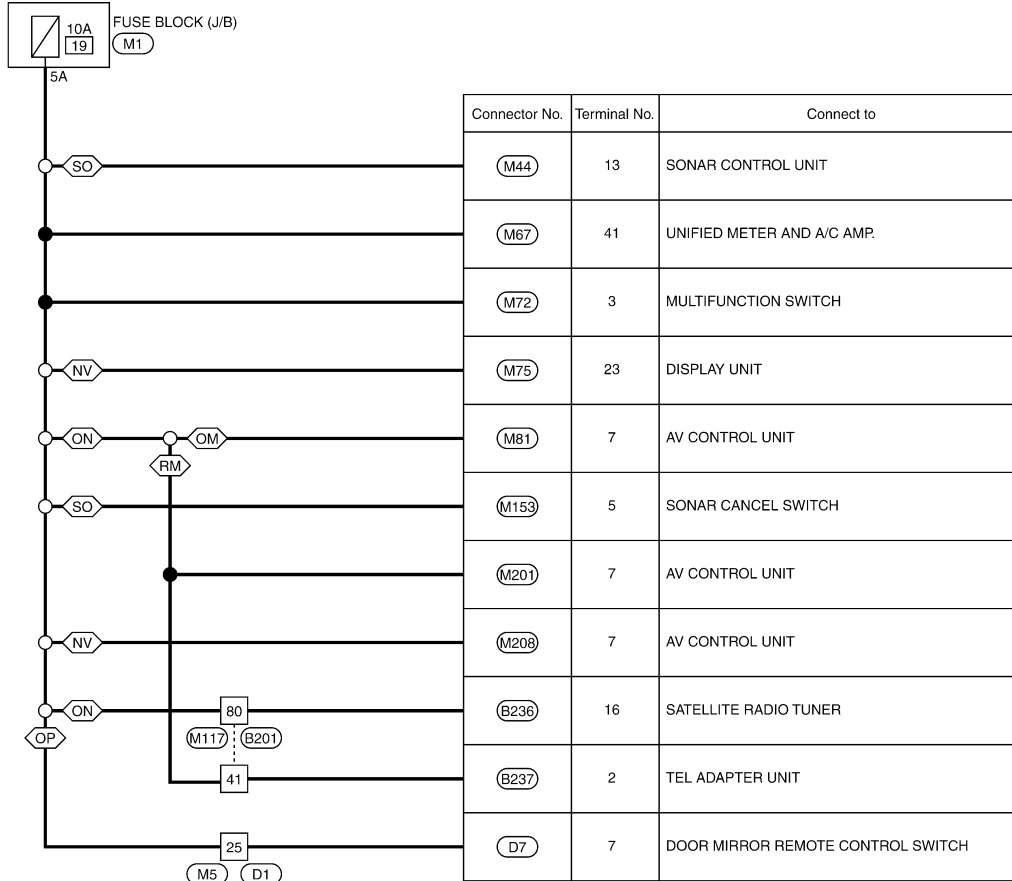 10A
19
FUSE BLOCK (J/B)
M1
5A
Connector No. Terminal No. Connect to
SO M44 13 SONAR CONTROL UNIT
M67 41 UNIFIED METER AND A/C AMP.
M72 3 MULTIFUNCTION SWITCH
NV M75 23 DISPLAY UNIT
ON OM M81 7 AV CONTROL UNIT
RM
SO M153 5 SONAR CANCEL SWITCH
M201 7 AV CONTROL UNIT
NV M208 7 AV CONTROL UNIT
ON 80 B236 16 SATELLITE RADIO TUNER
OP M117 B201
41 B237 2 TEL ADAPTER UNIT
25 D7 7 DOOR MIRROR REMOTE CONTROL SWITCH
M5 D1